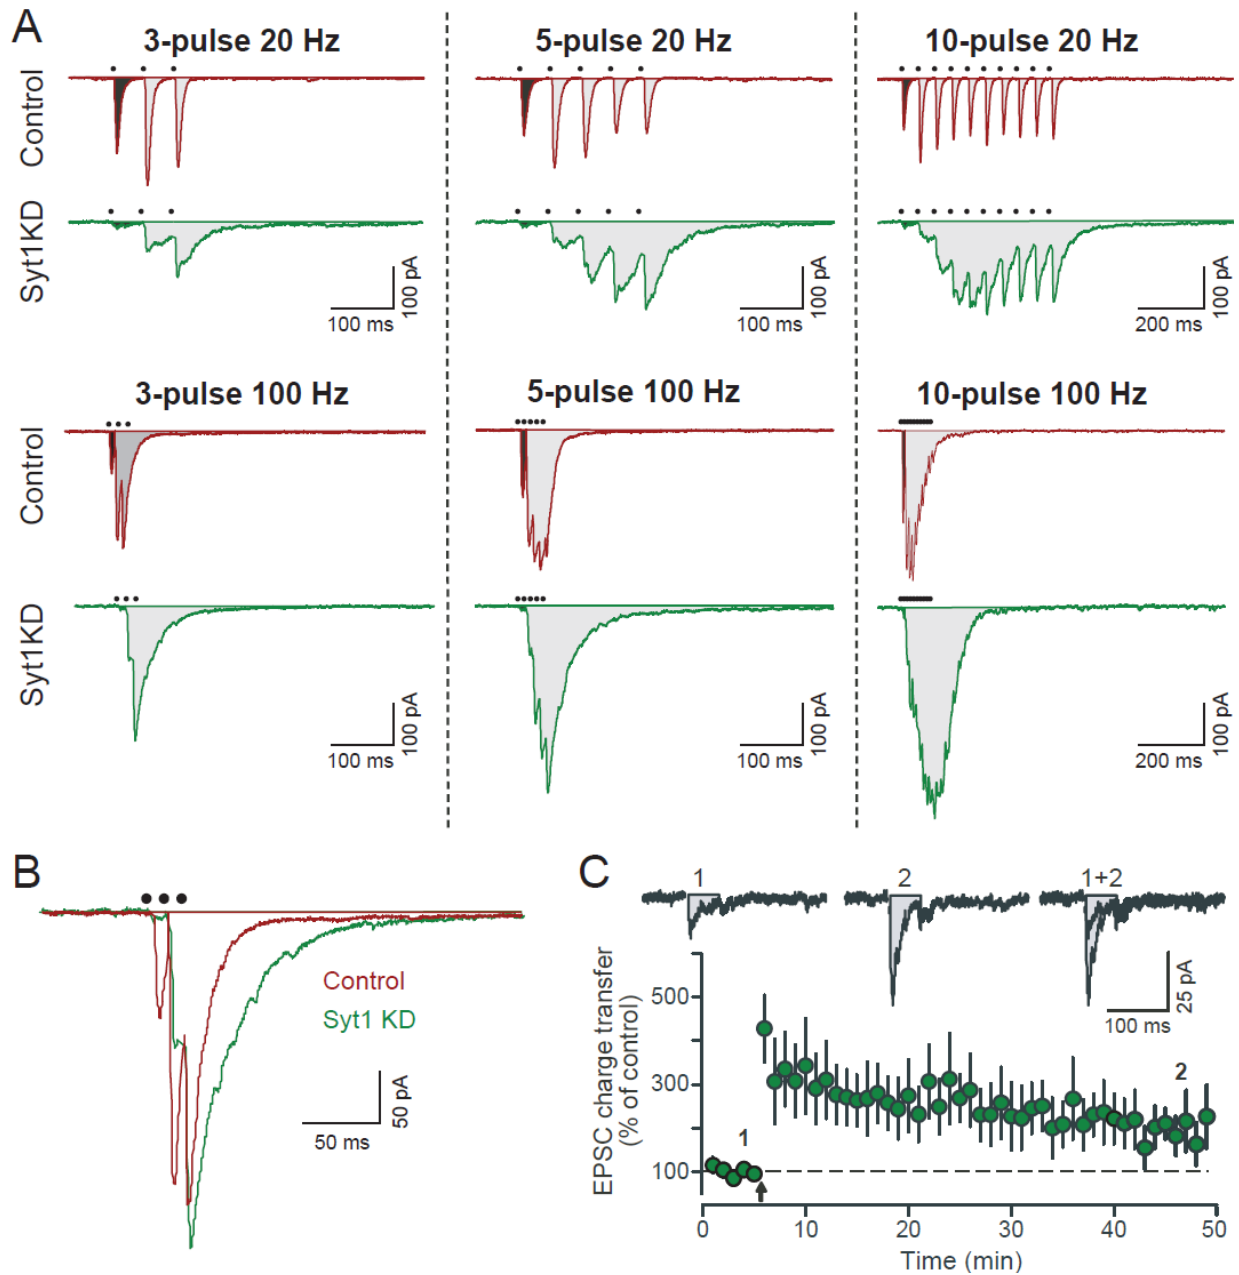 A
3-pulse 20 Hz
5-pulse 20 Hz
10-pulse 20 Hz
Control
Syt1KD
100 pA
100 ms
100 pA
100 ms
100 pA
200 ms
3-pulse 100 Hz
5-pulse 100 Hz
10-pulse 100 Hz
Control
Syt1KD
100 pA
100 ms
100 pA
100 ms
100 pA
200 ms
B
Control
Syt1 KD
50 pA
50 ms
C
1
2
1+2
25 pA
100 ms
EPSC charge transfer
(% of control)
500
300
100
1
2
0
10
20
30
40
50
Time (min)